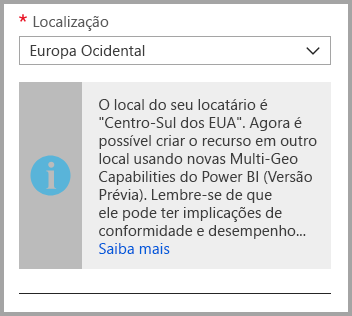 * Localização
Europa Ocidental
O local do seu locatário é
"Centro-Sul dos EUA". Agora é
possível criar o recurso em outro
local usando novas Multi-Geo
Capabilities do Power BI (Versão
Prévia). Lembre-se de que
ele pode ter implicações de
conformidade e desempenho...
Saiba mais